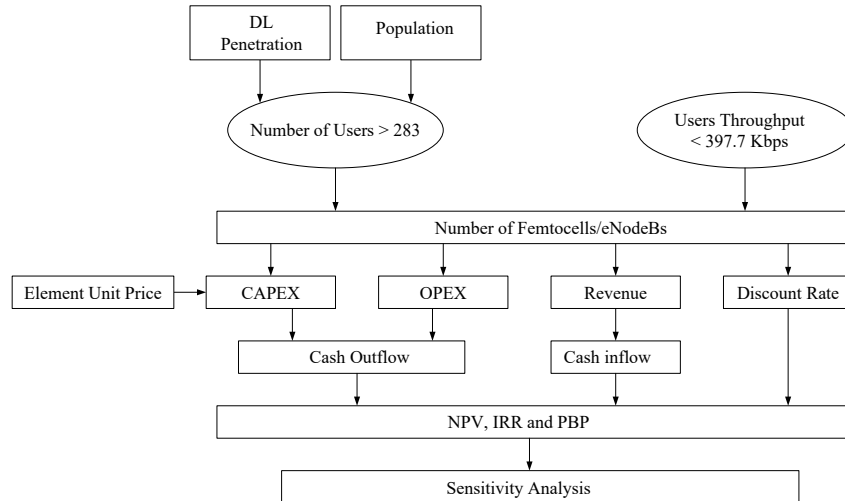 DL
Penetration
Population
Number of Users > 283
Users Throughput
< 397.7 Kbps
Number of Femtocells/eNodeBs
Element Unit Price
CAPEX
OPEX
Revenue
Discount Rate
Cash Outflow
Cash inflow
NPV, IRR and PBP
Sensitivity Analysis